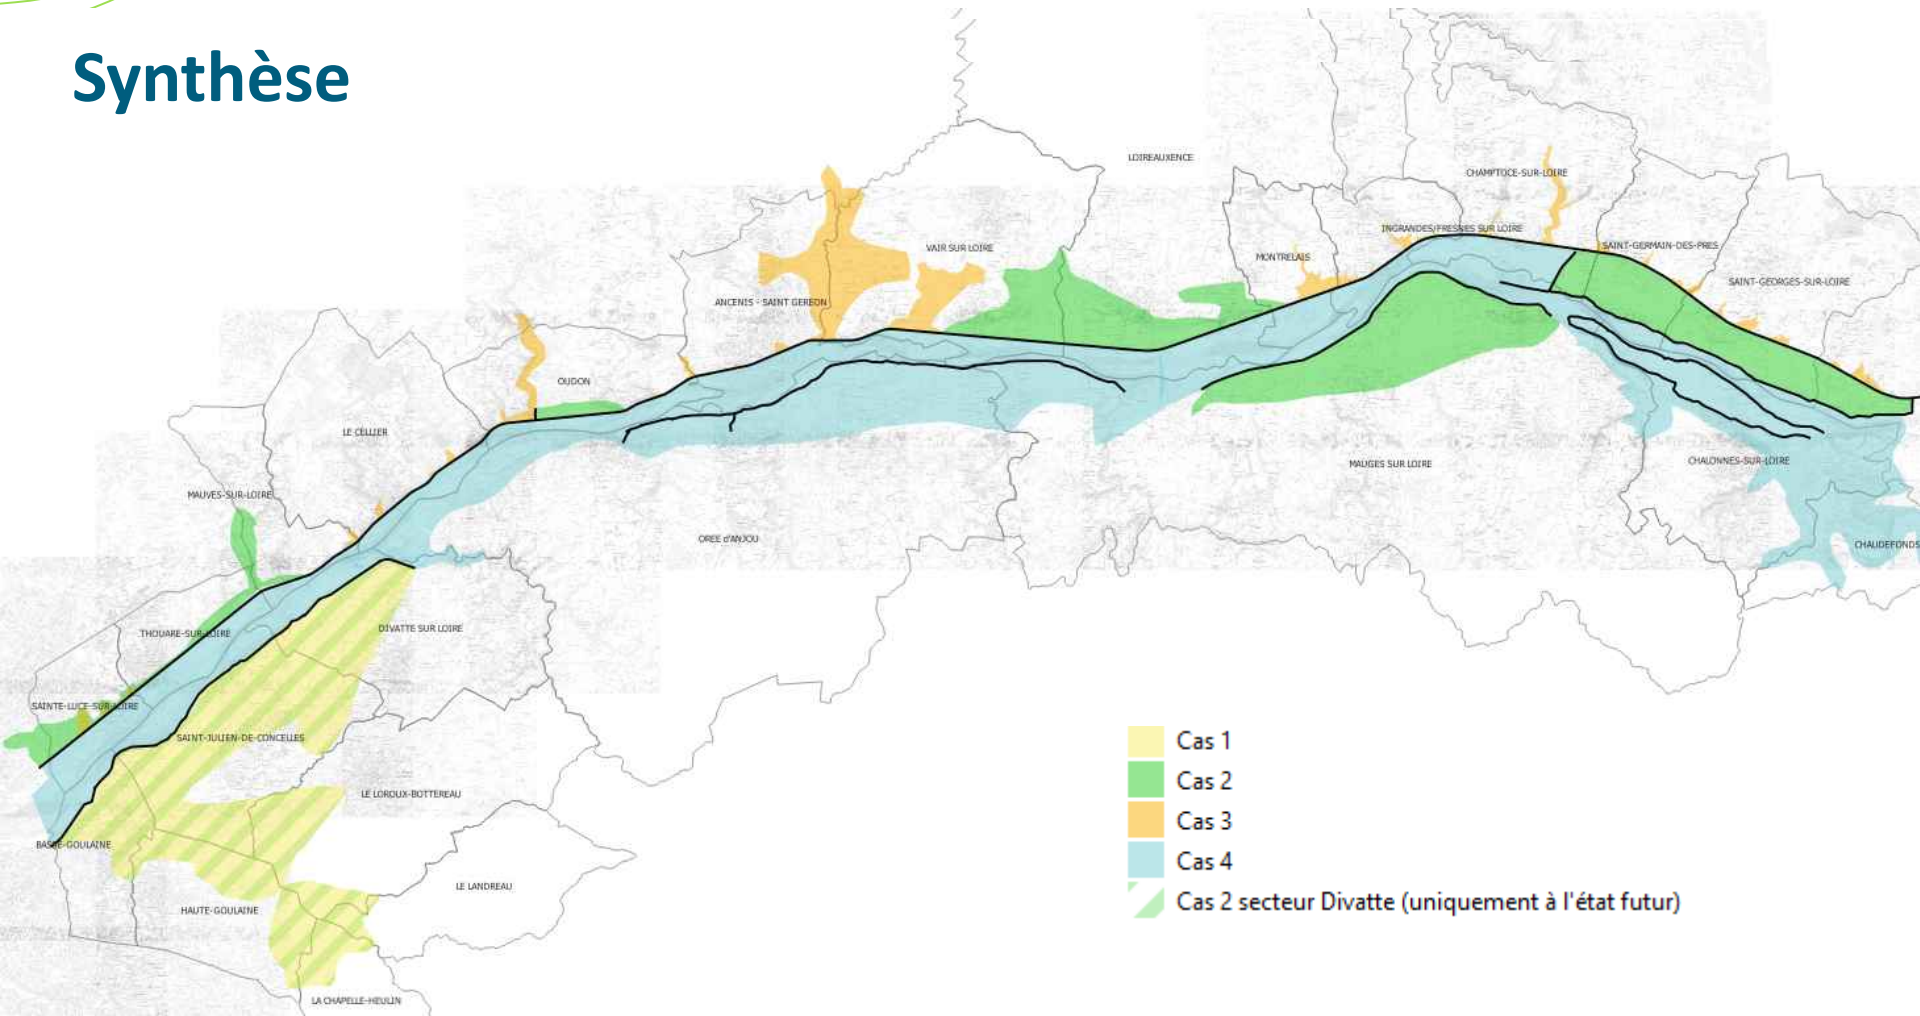 Synthèse
LOIREAUXENCE
CHAMPTOCE-SUR-LOIRE
INGRANDES/FRESNES SUR LOIRE
SAINT-GERMAIN-DES-PRES
VAIR SUR LOIRE
MONTRELAIS
SAINT-GEORGES-SUR-LOIRE
ANCENIS - SAINT GEREON
OUDON
LE CELLIER
CHALONNES-SUR-LOIRE
MAUGES SUR LOIRE
MAUVES-SUR-LOIRE
OREE d'ANJOU
CHAUDEFONDS
DIVATTE SUR LOIRE
THOUARE-SUR-LOIRE
SAINTE-LUCE-SUR-LOIRE
SAINT-JULIEN-DE-CONCELLES
LE LOROUX-BOTTEREAU
BASSE-GOULAINE
LE LANDREAU
HAUTE-GOULAINE
LA CHAPELLE-HEULIN
Cas 1
Cas 2
Cas 3
Cas 4
Cas 2 secteur Divatte (uniquement à l'état futur)